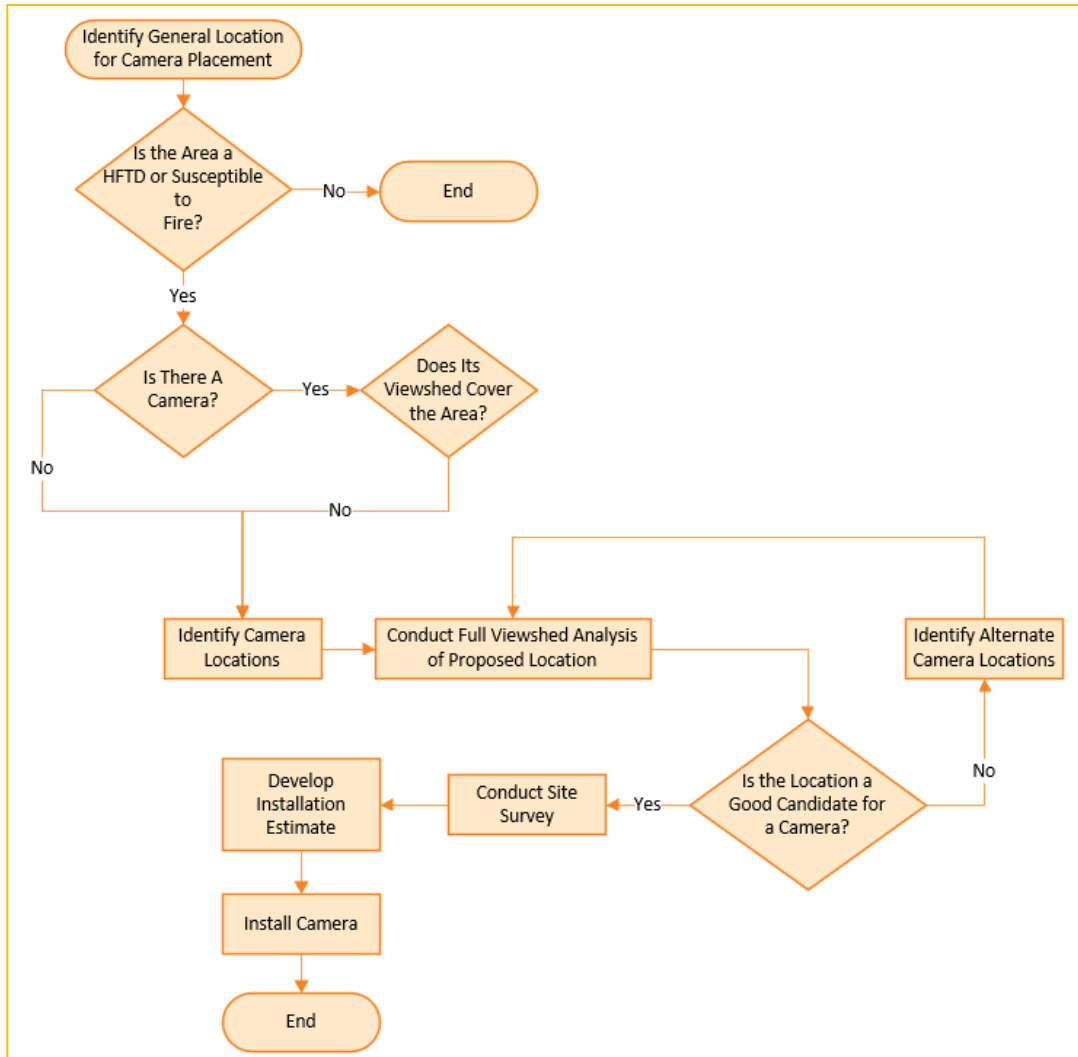 Identify General Location
for Camera Placement
Is the Area a
HFTD or Susceptible
to
Fire?
No
End
Yes
Is There A
Camera?
Yes
Does Its
Viewshed Cover
the Area?
No
No
Identify Camera
Locations
Conduct Full Viewshed Analysis
of Proposed Location
Identify Alternate
Camera Locations
Is the Location a
Good Candidate for
a Camera?
No
Yes
Conduct Site
Survey
Develop
Installation
Estimate
Install Camera
End